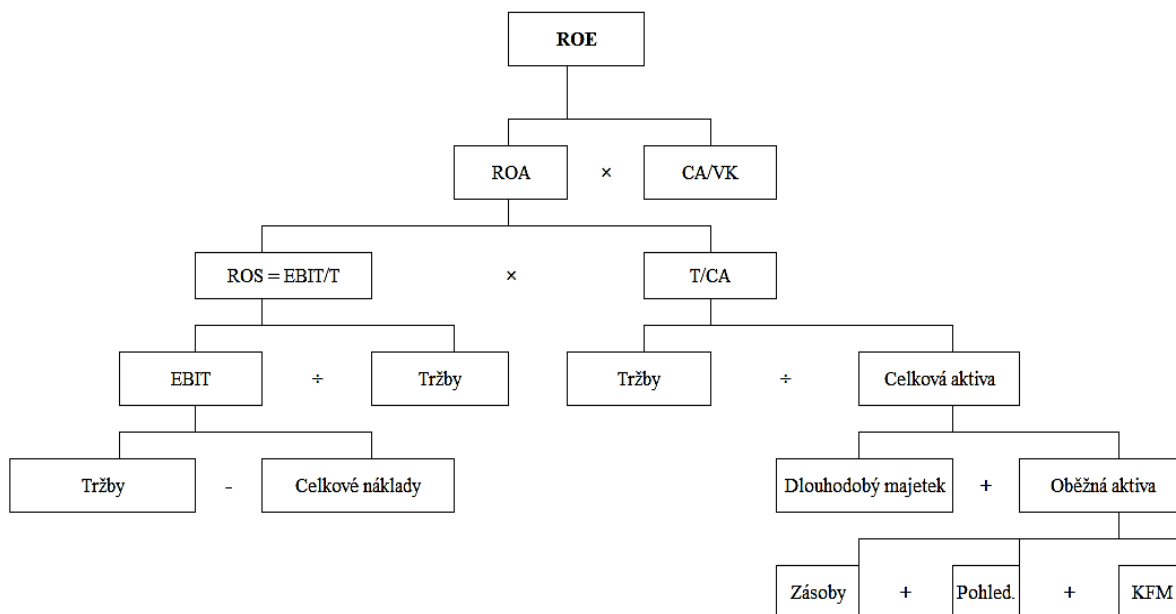 ROE
ROA × CA/VK
ROS = EBIT/T × T/CA
EBIT ÷ Tržby Tržby ÷ Celková aktiva
Tržby - Celkové náklady Dlouhodobý majetek + Oběžná aktiva
Zásoby + Pohled. + KFM